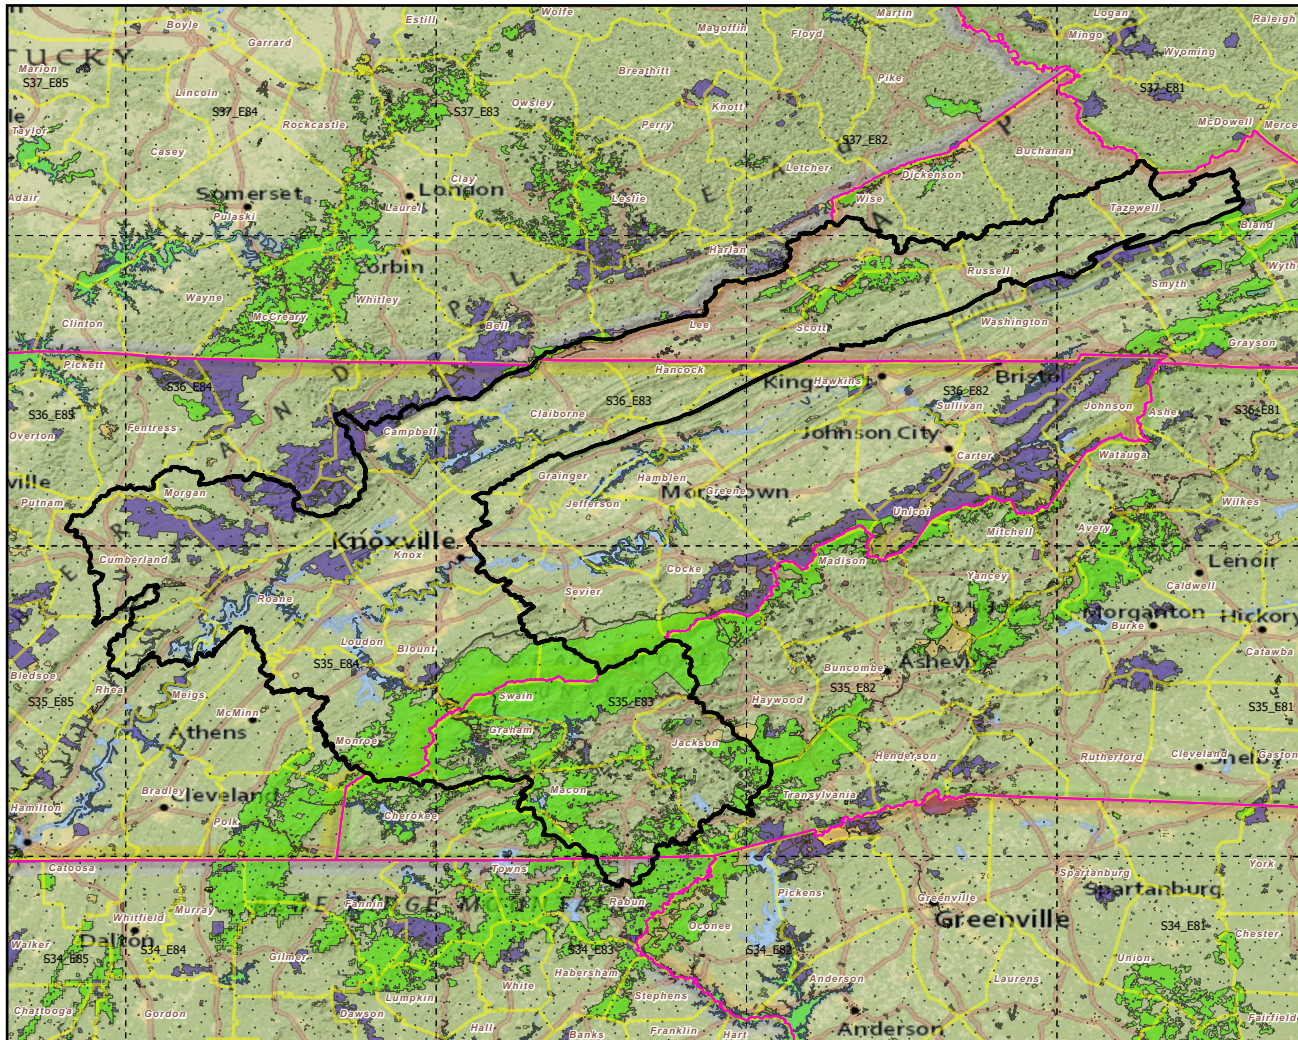 Boyle
Estill
Wolfe
Martin
Logan
Raleigh
Garrard
Magoffin
Floyd
Mingo
Wyoming
TUCKY
Marion
S37_E85
Breathitt
Pike
S37_E81
Lincoln
S37_E84
Rockcastle
S37_E83
Owsley
Knott
Perry
McDowell
Mercer
Taylor
Casey
S37_E82
Buchanan
Letcher
Dickenson
Adair
Somerset
Pulaski
London
Clay
Laurel
Leslie
Wise
Tazewell
Bland
Harlan
Corbin
Russell
Wythe
Wayne
Whitley
Smyth
McCreary
Clinton
Bell
Lee
Scott
Washington
Grayson
Pickett
S36_E84
Hancock
Kingsport
Hawkins
Bristol
S36_E82
Sullivan
Johnson
Ashe
S36_E81
S36_E85
Claiborne
S36_E83
Overton
Fentress
Campbell
Johnson City
Carter
Watauga
Putnam
Morgan
Grainger
Hamblen
Morristown
Greene
Jefferson
Wilkes
Unicoi
Mitchell
Avery
Knoxville
Knox
Cumberland
Cocke
Madison
Yancey
Lenoir
Caldwell
Sevier
Roane
Morganton
Hickory
Burke
Loudon
Blount
S35_E84
Buncombe
Asheville
Catawba
Bledsoe
Rhea
Meigs
S35_E85
Swain
S35_E83
Haywood
S35_E82
S35_E81
McMinn
Athens
Monroe
Graham
Jackson
Henderson
Rutherford
Cleveland
Gaston
Shelby
Bradley
Cleveland
Macon
Transylvania
Hamilton
Polk
Cherokee
Catoosa
Towns
York
Spartanburg
Spartanburg
Fannin
Rabun
Pickens
Greenville
Greenville
Whitfield
Murray
Oconee
Walker
Dalton
S34_E85
S34_E84
Gilmer
S34_E83
S34_E82
S34_E81
Chester
Union
Habersham
White
Anderson
Laurens
Lumpkin
Stephens
Chattooga
Gordon
Dawson
Hall
Banks
Franklin
Hart
Anderson
Fairfield